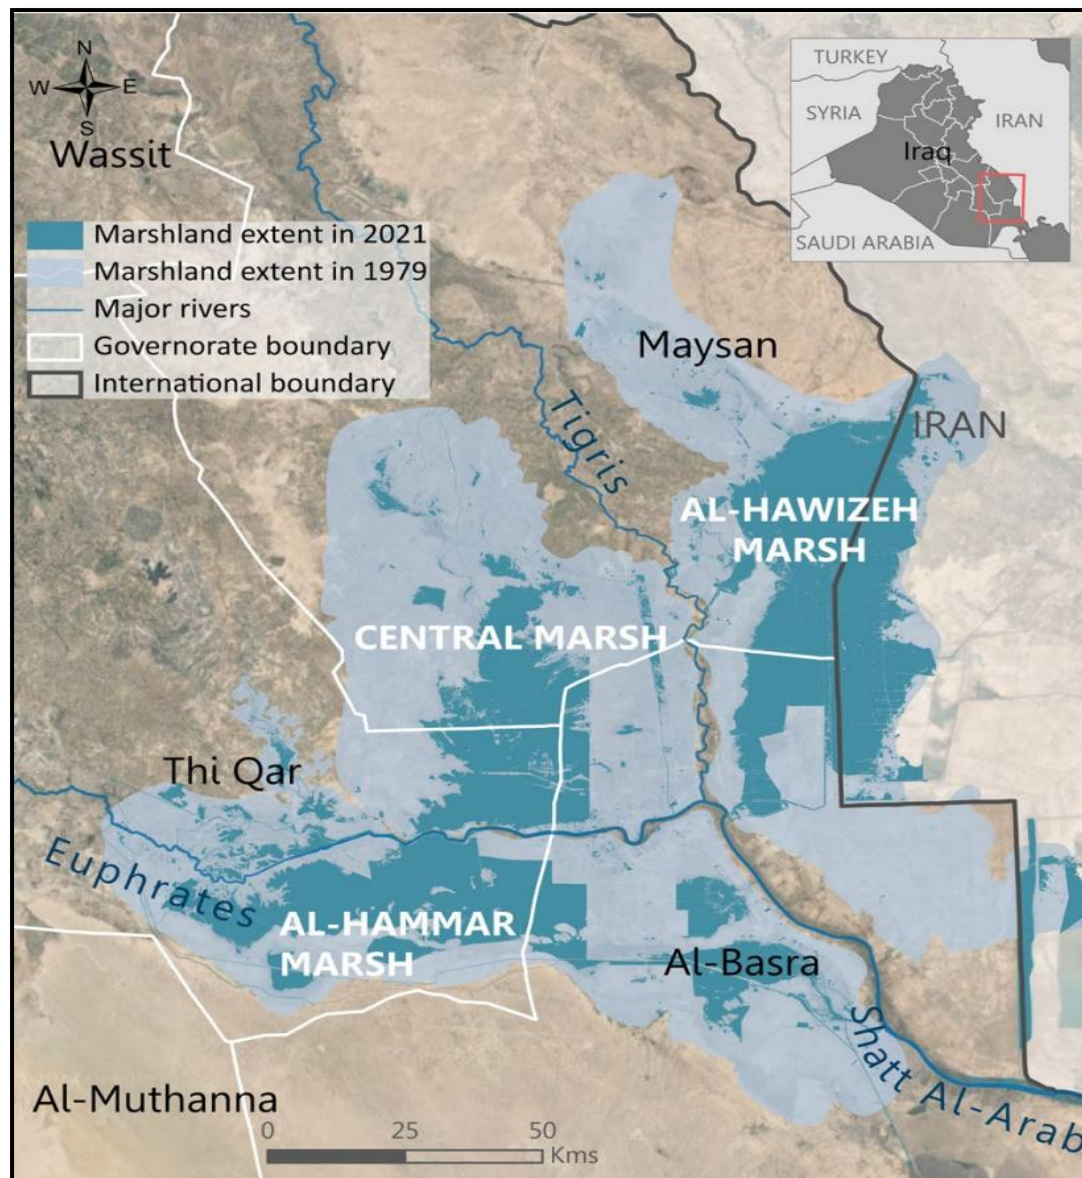 N
W E
S
Wassit
TURKEY
SYRIA
IRAN
Iraq
SAUDI ARABIA
Marshland extent in 2021
Marshland extent in 1979
Major rivers
Governorate boundary
International boundary
Maysan
Tigris
IRAN
AL-HAWIZEH
MARSH
CENTRAL MARSH
Thi Qar
Euphrates
AL-HAMMAR
MARSH
Al-Basra
Shatt Al-Arab
Al-Muthanna
0 25 50
Kms